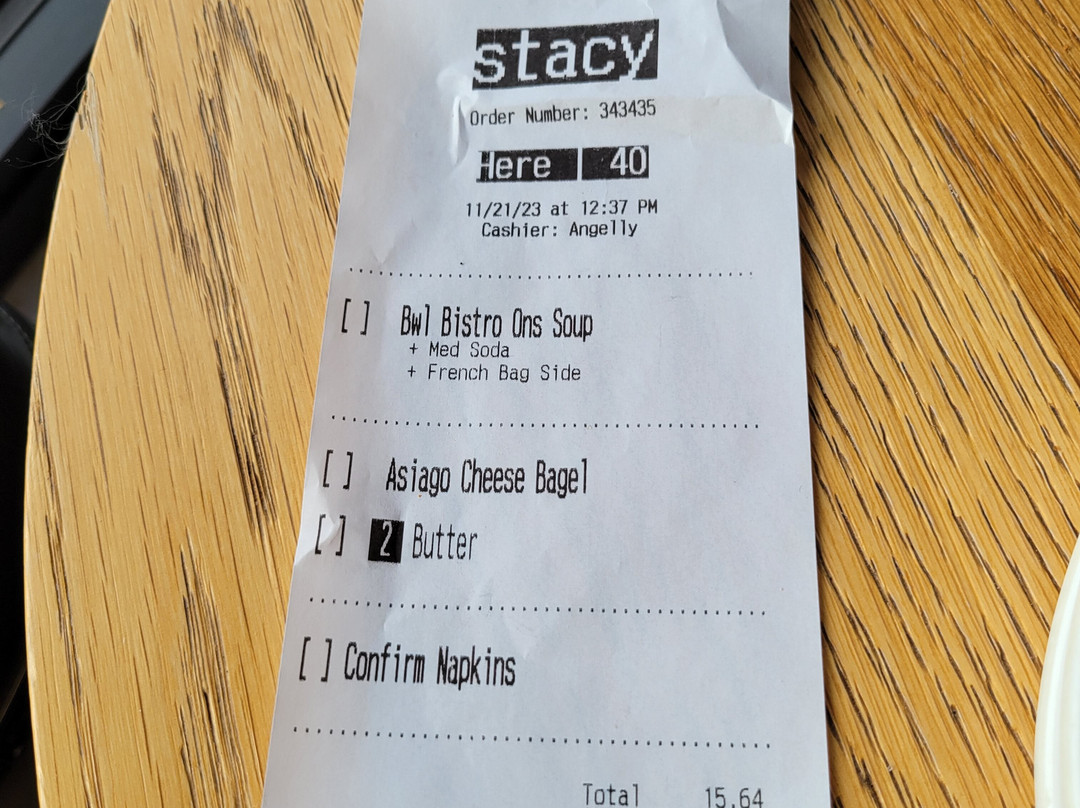 stacy
Order Number: 343435
Here 40
11/21/23 at 12:37 PM
Cashier: Angelly
[ ] Bwl Bistro Ons Soup
+ Med Soda
+ French Bag Side
[ ] Asiago Cheese Bagel
[ ] 2 Butter
[ ] Confirm Napkins
Total 15.64